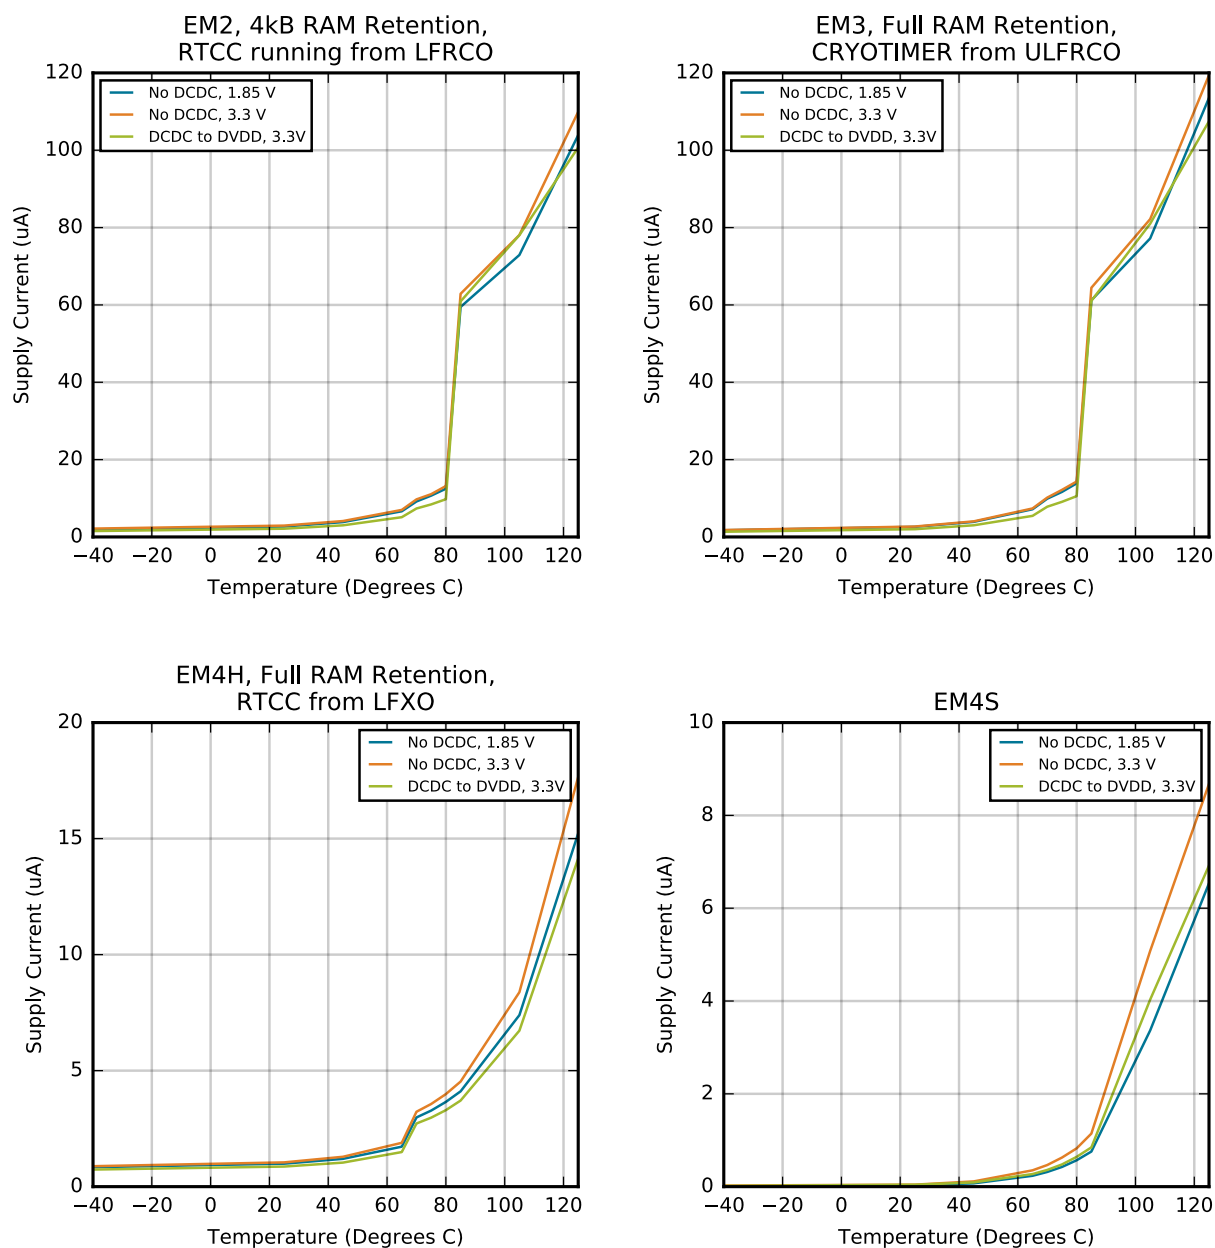 EM2, 4kB RAM Retention,
RTCC running from LFRCO
120
100
80
60
40
20
0
Supply Current (uA)
No DCDC, 1.85 V
No DCDC, 3.3 V
DCDC to DVDD, 3.3V
−40 −20 0 20 40 60 80 100 120
Temperature (Degrees C)
EM3, Full RAM Retention,
CRYOTIMER from ULFRCO
120
100
80
60
40
20
0
Supply Current (uA)
No DCDC, 1.85 V
No DCDC, 3.3 V
DCDC to DVDD, 3.3V
−40 −20 0 20 40 60 80 100 120
Temperature (Degrees C)
EM4H, Full RAM Retention,
RTCC from LFXO
20
15
10
5
0
Supply Current (uA)
No DCDC, 1.85 V
No DCDC, 3.3 V
DCDC to DVDD, 3.3V
−40 −20 0 20 40 60 80 100 120
Temperature (Degrees C)
EM4S
10
8
6
4
2
0
Supply Current (uA)
No DCDC, 1.85 V
No DCDC, 3.3 V
DCDC to DVDD, 3.3V
−40 −20 0 20 40 60 80 100 120
Temperature (Degrees C)